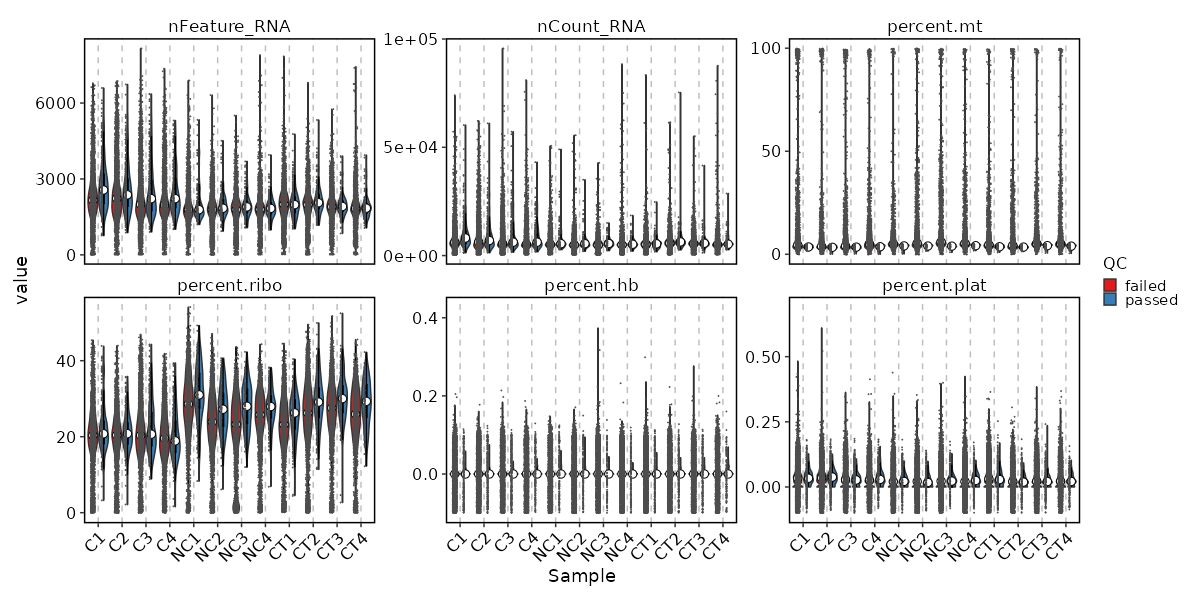 nFeature_RNA
nCount_RNA
percent.mt
6000
3000
0
1e+05
5e+04
0e+00
100
50
0
value
percent.ribo
percent.hb
percent.plat
40
20
0
0.4
0.2
0.0
0.50
0.25
0.00
QC
failed
passed
C1 C2 C3 C4 NC1 NC2 NC3 NC4 CT1 CT2 CT3 CT4
C1 C2 C3 C4 NC1 NC2 NC3 NC4 CT1 CT2 CT3 CT4
C1 C2 C3 C4 NC1 NC2 NC3 NC4 CT1 CT2 CT3 CT4
Sample